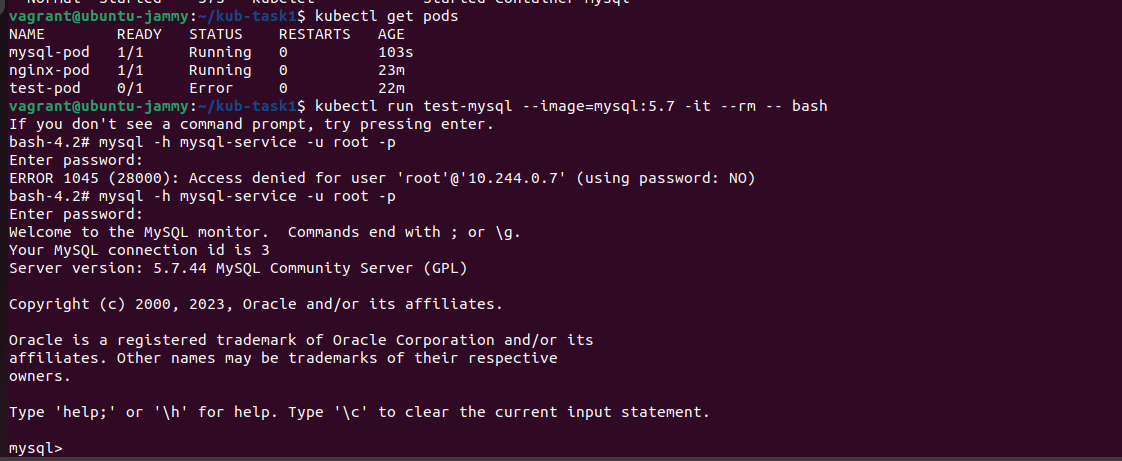 vagrant@ubuntu-jammy:~/kub-task1$ kubectl get pods
NAME        READY   STATUS    RESTARTS   AGE
mysql-pod   1/1     Running   0          103s
nginx-pod   1/1     Running   0          23m
test-pod    0/1     Error     0          22m
vagrant@ubuntu-jammy:~/kub-task1$ kubectl run test-mysql --image=mysql:5.7 -it --rm -- bash
If you don't see a command prompt, try pressing enter.
bash-4.2# mysql -h mysql-service -u root -p
Enter password:
ERROR 1045 (28000): Access denied for user 'root'@'10.244.0.7' (using password: NO)
bash-4.2# mysql -h mysql-service -u root -p
Enter password:
Welcome to the MySQL monitor.  Commands end with ; or \g.
Your MySQL connection id is 3
Server version: 5.7.44 MySQL Community Server (GPL)

Copyright (c) 2000, 2023, Oracle and/or its affiliates.

Oracle is a registered trademark of Oracle Corporation and/or its
affiliates. Other names may be trademarks of their respective
owners.

Type 'help;' or '\h' for help. Type '\c' to clear the current input statement.

mysql>